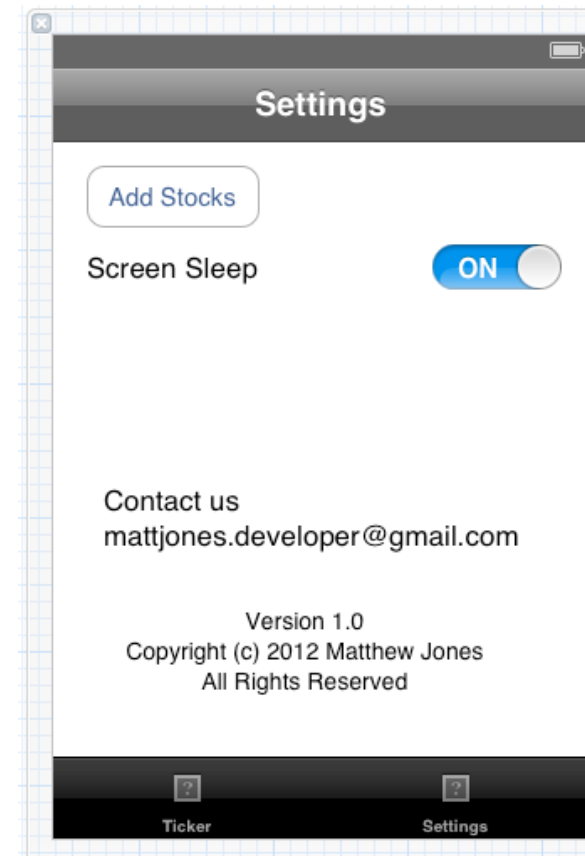 Settings
Add Stocks
Screen Sleep ON
Contact us
mattjones.developer@gmail.com
Version 1.0
Copyright (c) 2012 Matthew Jones
All Rights Reserved
? ?
Ticker Settings